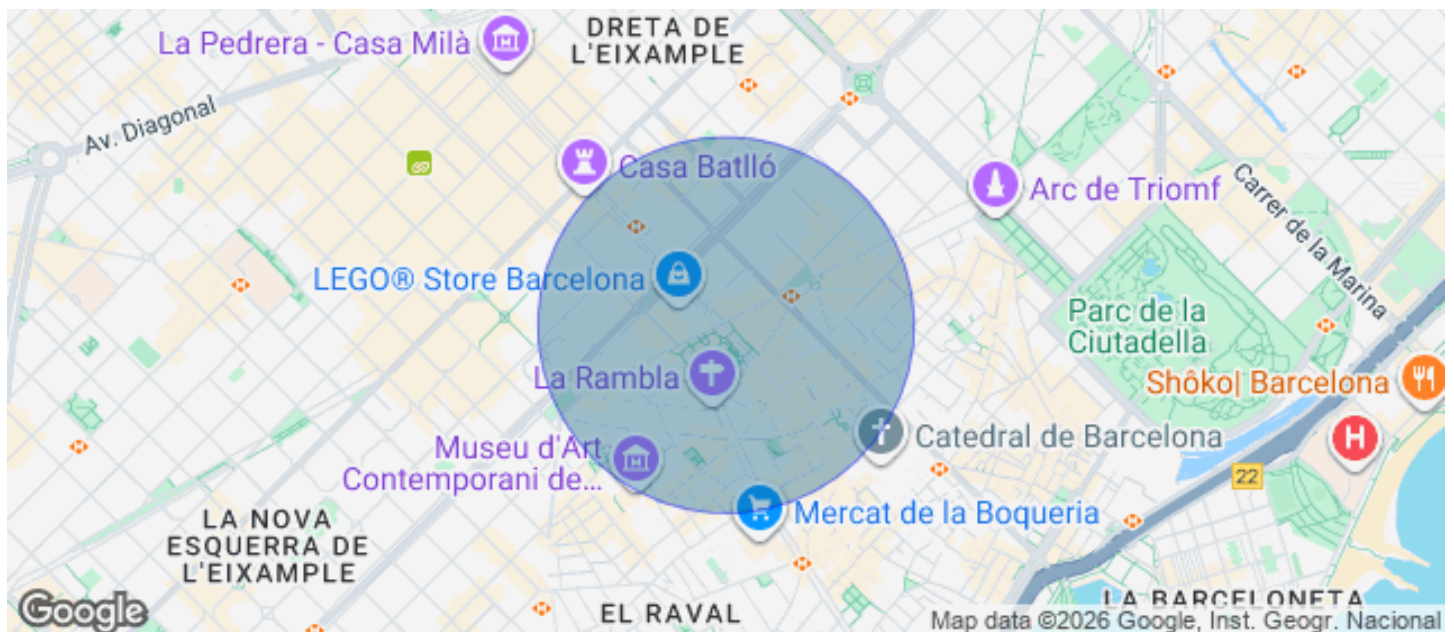 DRETA DE
L'EIXAMPLE
La Pedrera - Casa Milà
Av. Diagonal
Casa Batlló
Arc de Triomf
Carrer de la Marina
LEGO® Store Barcelona
Parc de la
Ciutadella
La Rambla
Shôko| Barcelona
Museu d'Art
Contemporani de...
Catedral de Barcelona
H
22
Mercat de la Boqueria
LA NOVA
ESQUERRA DE
L'EIXAMPLE
EL RAVAL
LA BARCELONETA
Google
Map data ©2026 Google, Inst. Geogr. Nacional